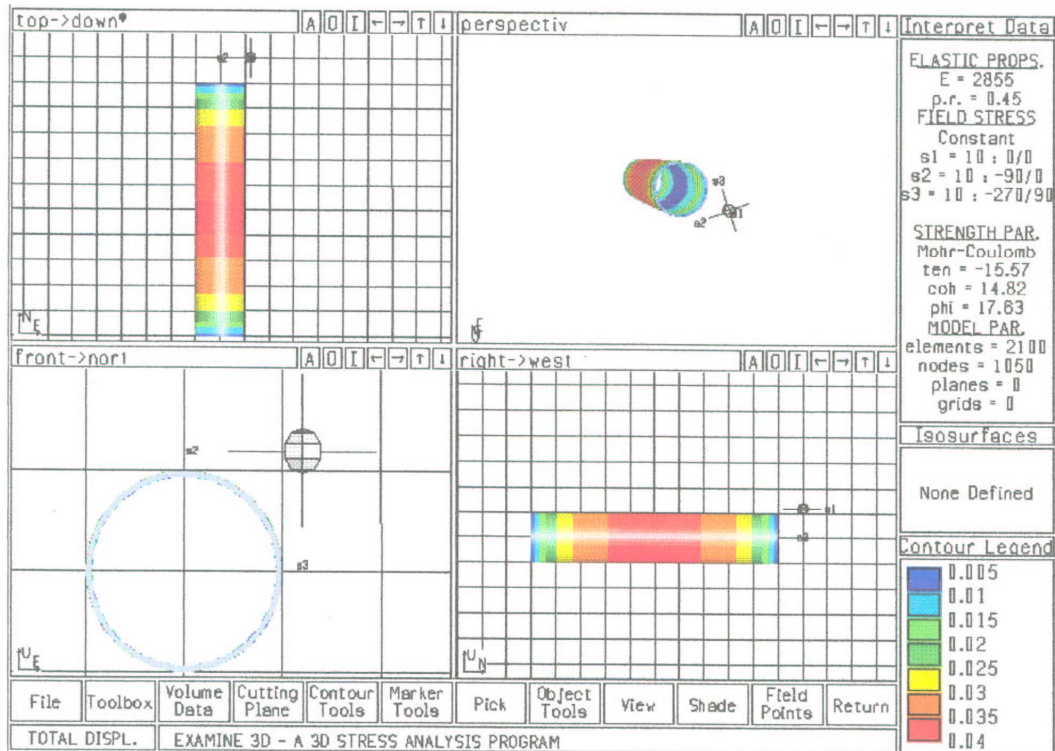 top->down
A O I ← → ↑ ↓
s2
N E
perspectiv
A O I ← → ↑ ↓
s3
s2
Interpret Data
ELASTIC PROPS.
E = 2855
p.r. = 0.45
FIELD STRESS
Constant
s1 = 10 : 0/0
s2 = 10 : -90/0
s3 = 10 : -270/90
STRENGTH PAR.
Mohr-Coulomb
ten = -15.57
coh = 14.82
phi = 17.63
MODEL PAR.
elements = 2100
nodes = 1050
planes = 0
grids = 0
front->nort
A O I ← → ↑ ↓
s2
s3
U E
right->west
A O I ← → ↑ ↓
s1
U N
Isosurfaces
None Defined
Contour Legend
0.005
0.01
0.015
0.02
0.025
0.03
0.035
0.04
File
Toolbox
Volume Data
Cutting Plane
Contour Tools
Marker Tools
Pick
Object Tools
View
Shade
Field Points
Return
TOTAL DISPL.
EXAMINE 3D - A 3D STRESS ANALYSIS PROGRAM